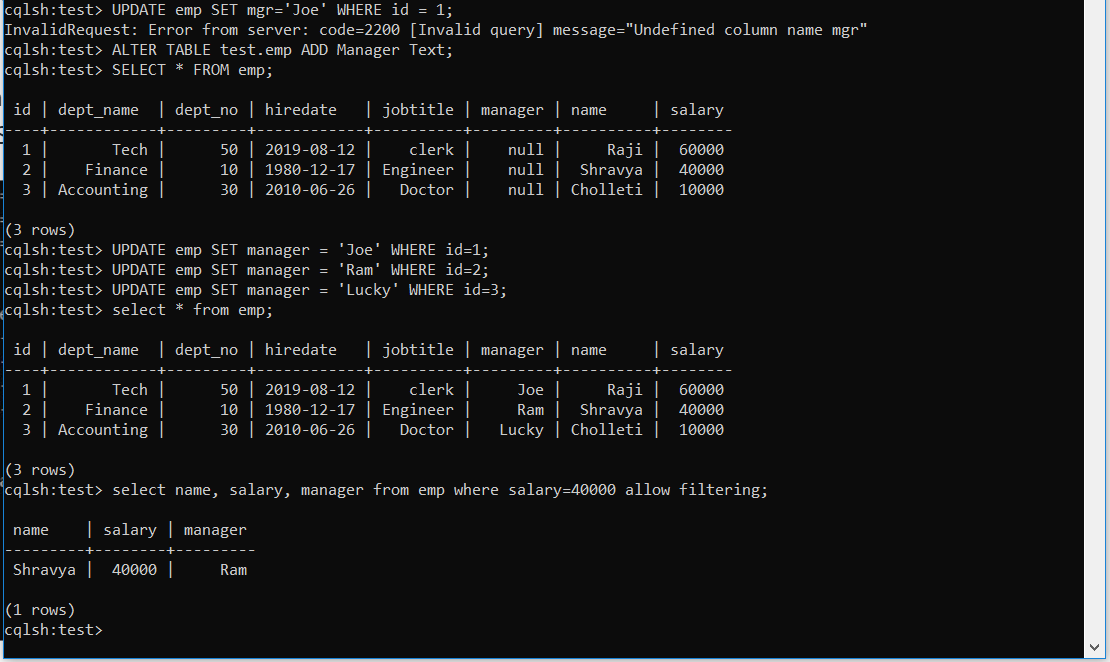 cqlsh:test> UPDATE emp SET mgr='Joe' WHERE id = 1;
InvalidRequest: Error from server: code=2200 [Invalid query] message="Undefined column name mgr"
cqlsh:test> ALTER TABLE test.emp ADD Manager Text;
cqlsh:test> SELECT * FROM emp;
 id | dept_name  | dept_no | hiredate   | jobtitle | manager | name     | salary
----+------------+---------+------------+----------+---------+----------+--------
  1 |       Tech |      50 | 2019-08-12 |    clerk |    null |     Raji |  60000
  2 |    Finance |      10 | 1980-12-17 | Engineer |    null |  Shravya |  40000
  3 | Accounting |      30 | 2010-06-26 |   Doctor |    null | Cholleti |  10000
(3 rows)
cqlsh:test> UPDATE emp SET manager = 'Joe' WHERE id=1;
cqlsh:test> UPDATE emp SET manager = 'Ram' WHERE id=2;
cqlsh:test> UPDATE emp SET manager = 'Lucky' WHERE id=3;
cqlsh:test> select * from emp;
 id | dept_name  | dept_no | hiredate   | jobtitle | manager | name     | salary
----+------------+---------+------------+----------+---------+----------+--------
  1 |       Tech |      50 | 2019-08-12 |    clerk |     Joe |     Raji |  60000
  2 |    Finance |      10 | 1980-12-17 | Engineer |     Ram |  Shravya |  40000
  3 | Accounting |      30 | 2010-06-26 |   Doctor |   Lucky | Cholleti |  10000
(3 rows)
cqlsh:test> select name, salary, manager from emp where salary=40000 allow filtering;
 name    | salary | manager
---------+--------+---------
 Shravya |  40000 |     Ram
(1 rows)
cqlsh:test>